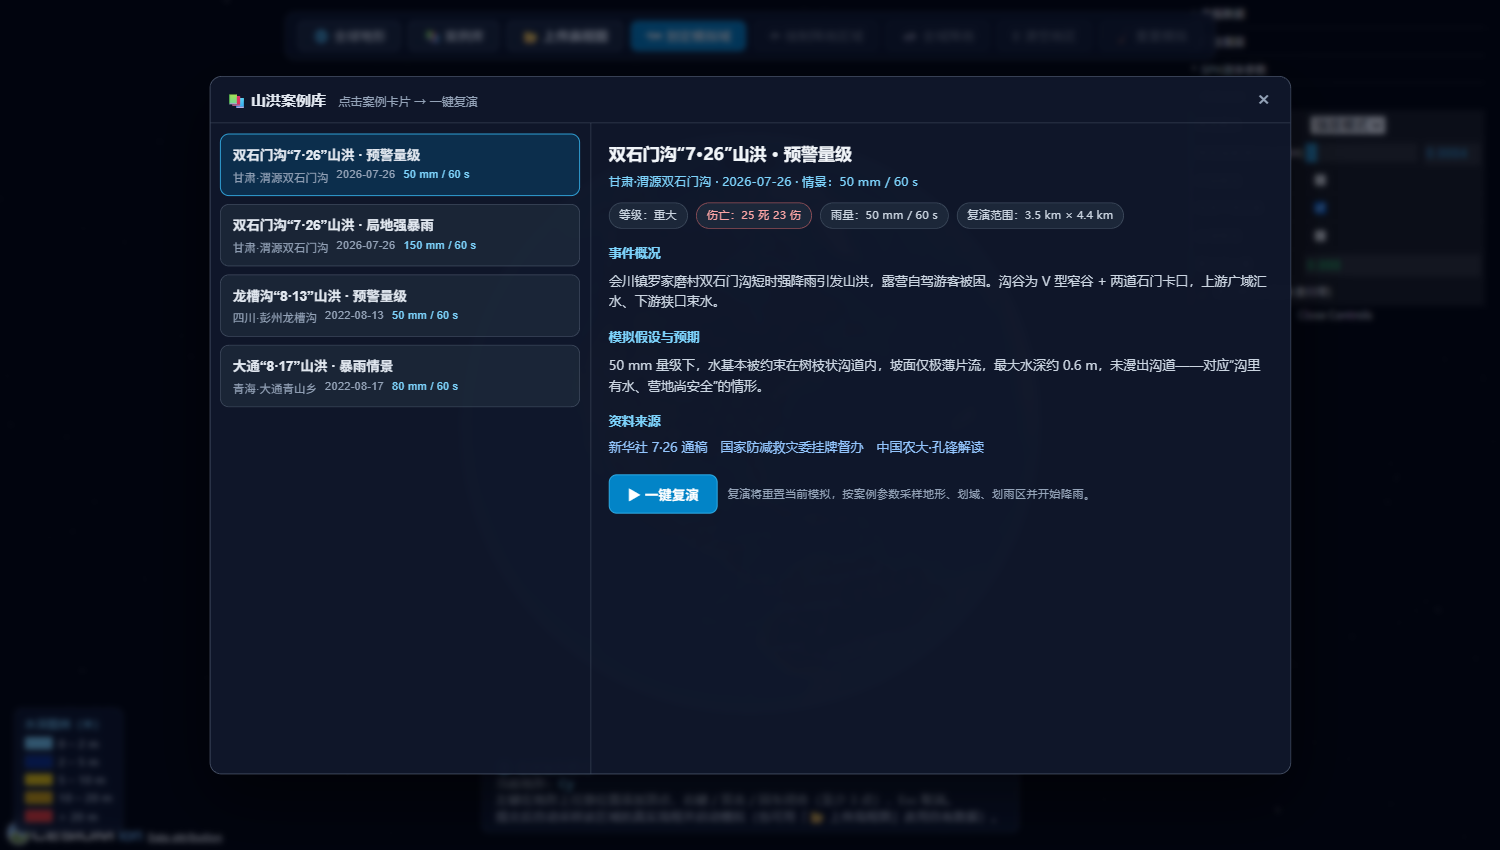 山洪案例库 点击案例卡片 → 一键复演 ×
双石门沟“7·26”山洪 · 预警量级
甘肃·渭源双石门沟 2026-07-26 50 mm / 60 s
双石门沟“7·26”山洪 · 局地强暴雨
甘肃·渭源双石门沟 2026-07-26 150 mm / 60 s
龙槽沟“8·13”山洪 · 预警量级
四川·彭州龙槽沟 2022-08-13 50 mm / 60 s
大通“8·17”山洪 · 暴雨情景
青海·大通青山乡 2022-08-17 80 mm / 60 s
双石门沟“7·26”山洪 · 预警量级
甘肃·渭源双石门沟 · 2026-07-26 · 情景：50 mm / 60 s
等级：重大 伤亡：25 死 23 伤 雨量：50 mm / 60 s 复演范围：3.5 km × 4.4 km
事件概况
会川镇罗家磨村双石门沟短时强降雨引发山洪，露营自驾游客被困。沟谷为 V 型窄谷 + 两道石门卡口，上游广域汇
水、下游狭口束水。
模拟假设与预期
50 mm 量级下，水基本被约束在树枝状沟道内，坡面仅极薄片流，最大水深约 0.6 m，未漫出沟道——对应“沟里
有水、营地尚安全”的情形。
资料来源
新华社 7·26 通稿 国家防减救灾委挂牌督办 中国农大·孔锋解读
▶ 一键复演 复演将重置当前模拟，按案例参数采样地形、划域、划雨区并开始降雨。